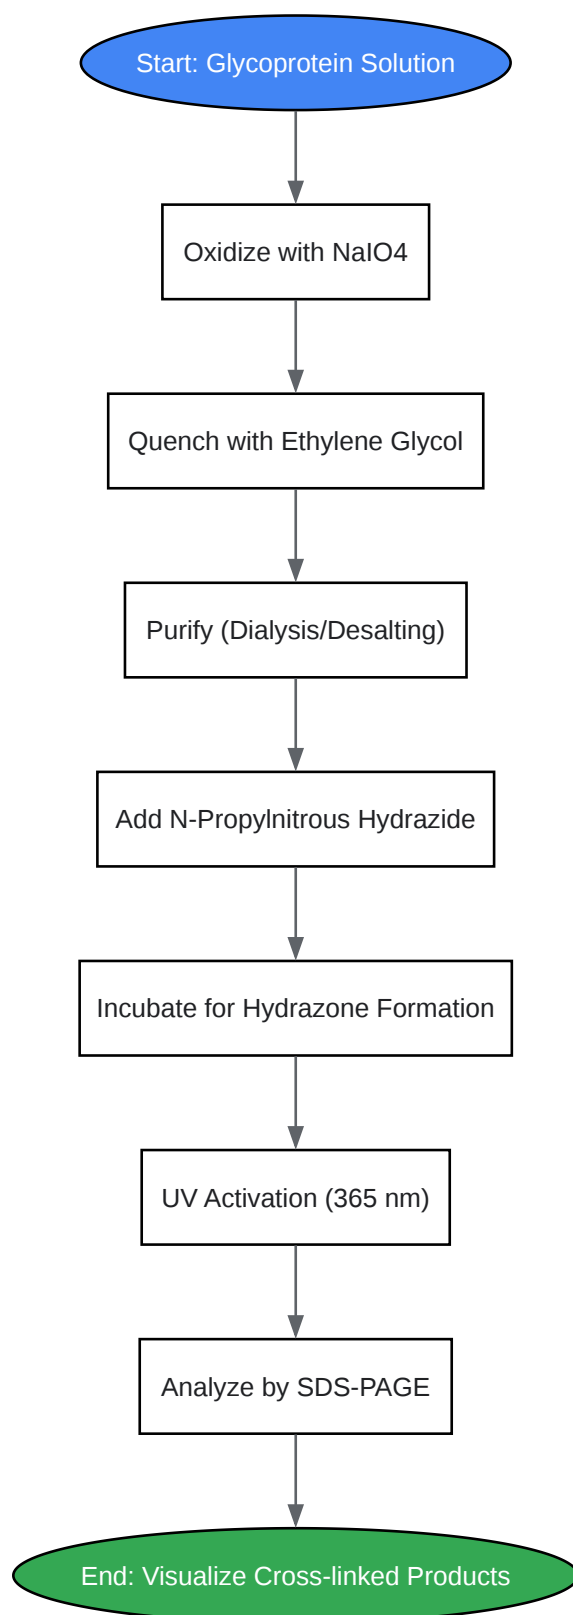 Start: Glycoprotein Solution
Oxidize with NaIO4
Quench with Ethylene Glycol
Purify (Dialysis/Desalting)
Add N-Propylnitrous Hydrazide
Incubate for Hydrazone Formation
UV Activation (365 nm)
Analyze by SDS-PAGE
End: Visualize Cross-linked Products